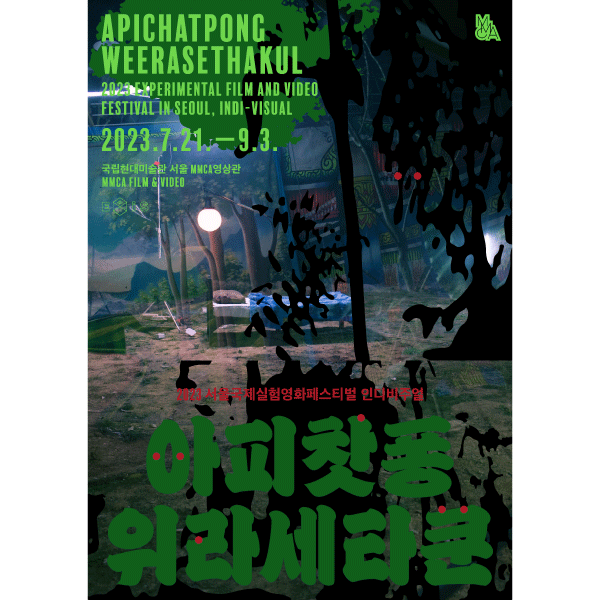 APICHATPONG
WEERASETHAKUL
2023 EXPERIMENTAL FILM AND VIDEO
FESTIVAL IN SEOUL, INDI-VISUAL
2023.7.21.—9.3.
국립현대미술관 서울 MMCA영상관
MMCA FILM & VIDEO
MMCA
2023 서울국제실험영화페스티벌 인디비주얼
아피찻퐁
위라세타쿤